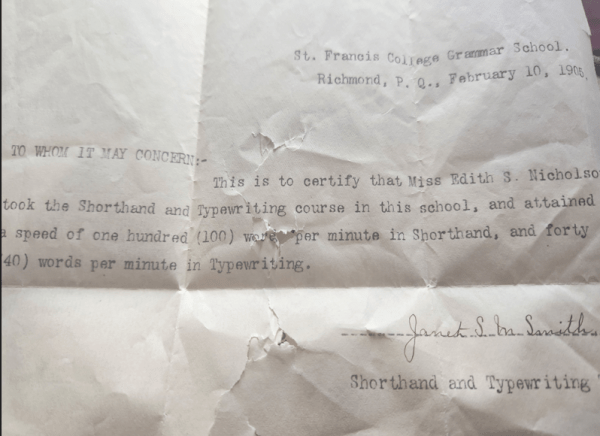 St. Francis College Grammar School.
Richmond, P. Q., February 10, 1906.
TO WHOM IT MAY CONCERN:-
This is to certify that Miss Edith S. Nicholso
took the Shorthand and Typewriting course in this school, and attained
a speed of one hundred (100) per minute in Shorthand, and forty
40) words per minute in Typewriting.
Janet S. M. Smith
Shorthand and Typewriting